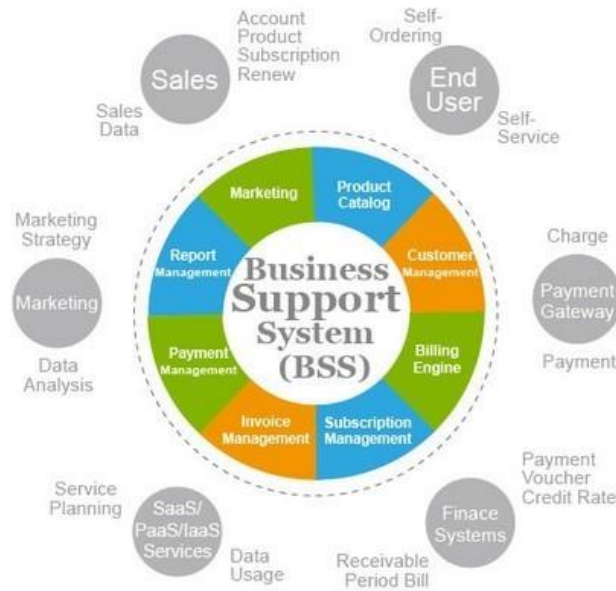 Account
Product
Subscription
Renew
Sales
Sales
Data
Self-
Ordering
End
User
Self-
Service
Marketing
Product
Catalog
Report
Management
Customer
Management
Business
Support
System
(BSS)
Payment
Management
Billing
Engine
Invoice
Management
Subscription
Management
Marketing
Strategy
Marketing
Data
Analysis
Charge
Payment
Gateway
Payment
Service
Planning
SaaS/
PaaS/IaaS
Services
Data
Usage
Payment
Voucher
Credit Rate
Finace
Systems
Receivable
Period Bill